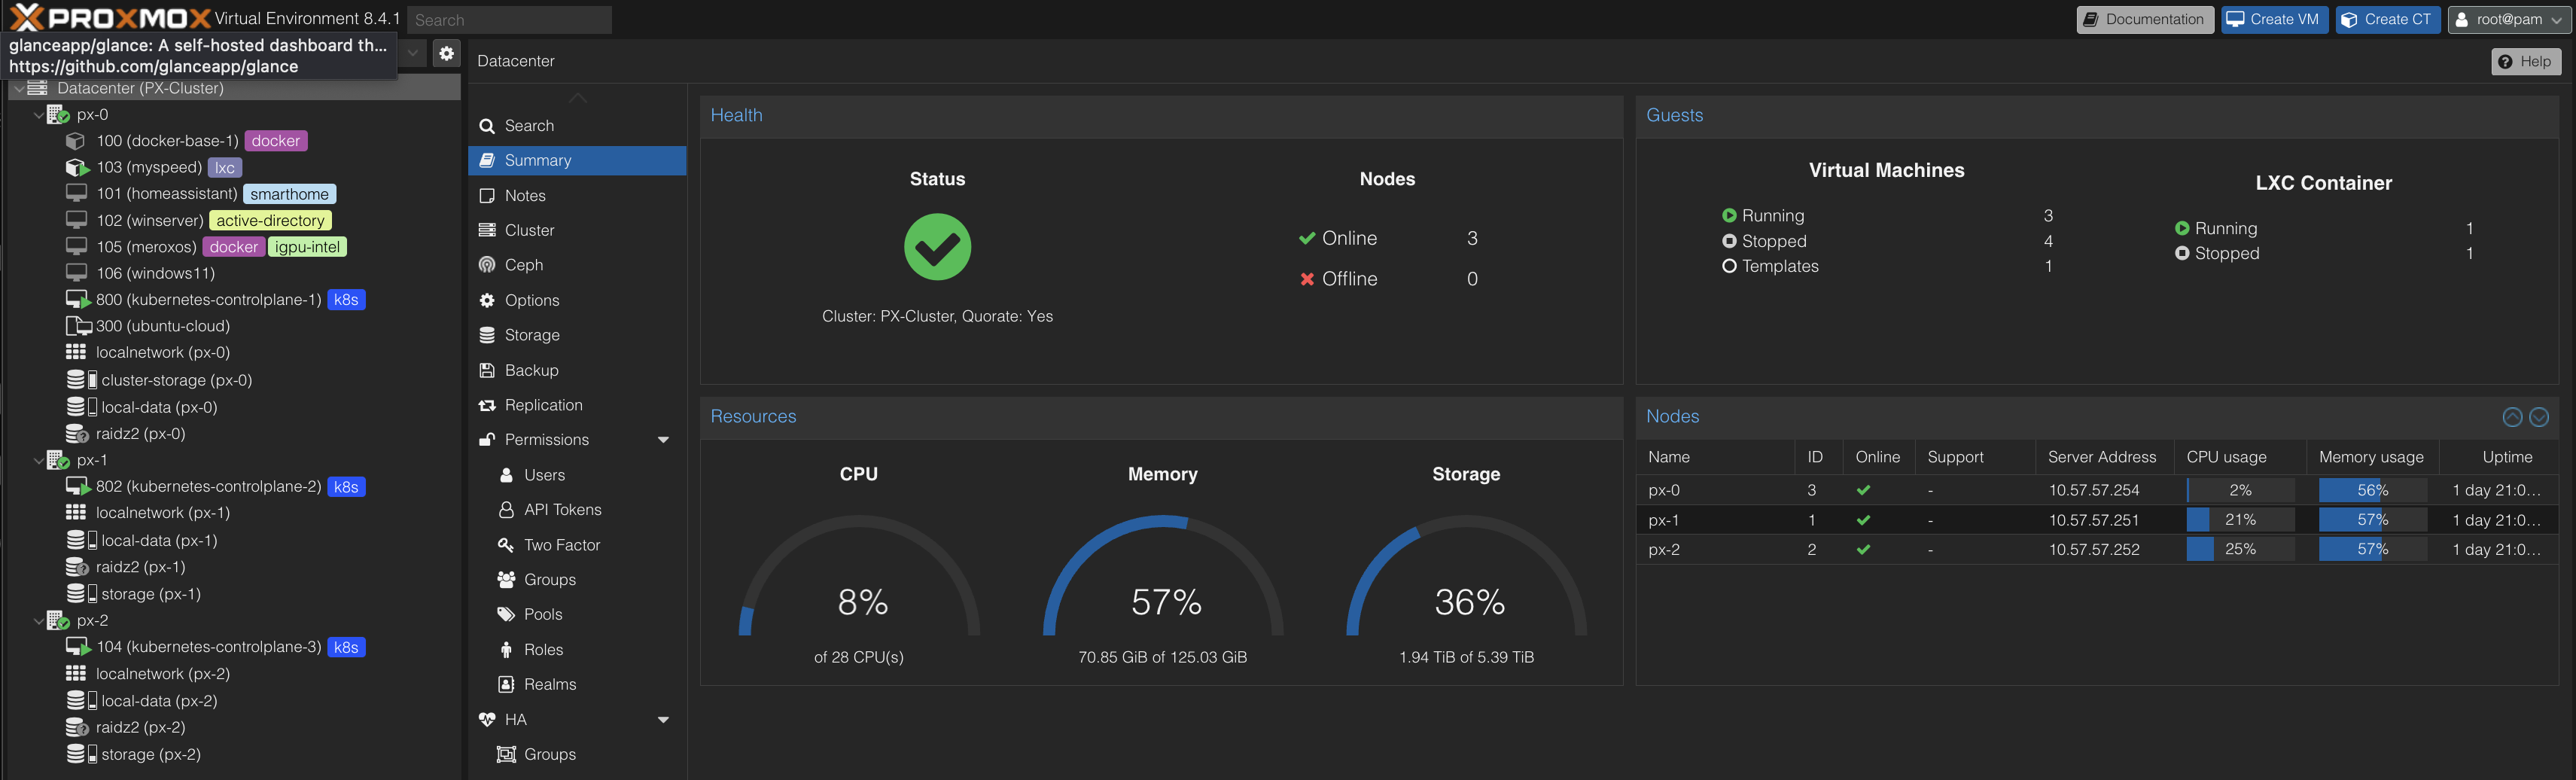 PROXMOX Virtual Environment 8.4.1 Search
Documentation Create VM Create CT root@pam
glanceapp/glance: A self-hosted dashboard th...
https://github.com/glanceapp/glance
Datacenter (PX-Cluster)
px-0
100 (docker-base-1) docker
103 (myspeed) lxc
101 (homeassistant) smarthome
102 (winserver) active-directory
105 (meroxos) docker igpu-intel
106 (windows11)
800 (kubernetes-controlplane-1) k8s
300 (ubuntu-cloud)
localnetwork (px-0)
cluster-storage (px-0)
local-data (px-0)
raidz2 (px-0)
px-1
802 (kubernetes-controlplane-2) k8s
localnetwork (px-1)
local-data (px-1)
raidz2 (px-1)
storage (px-1)
px-2
104 (kubernetes-controlplane-3) k8s
localnetwork (px-2)
local-data (px-2)
raidz2 (px-2)
storage (px-2)
Datacenter
Help
Search
Summary
Notes
Cluster
Ceph
Options
Storage
Backup
Replication
Permissions
Users
API Tokens
Two Factor
Groups
Pools
Roles
Realms
HA
Groups
Health
Status
Cluster: PX-Cluster, Quorate: Yes
Nodes
Online 3
Offline 0
Guests
Virtual Machines
Running 3
Stopped 4
Templates 1
LXC Container
Running 1
Stopped 1
Resources
CPU
8%
of 28 CPU(s)
Memory
57%
70.85 GiB of 125.03 GiB
Storage
36%
1.94 TiB of 5.39 TiB
Nodes
Name ID Online Support Server Address CPU usage Memory usage Uptime
px-0 3 - 10.57.57.254 2% 56% 1 day 21:0...
px-1 1 - 10.57.57.251 21% 57% 1 day 21:0...
px-2 2 - 10.57.57.252 25% 57% 1 day 21:0...